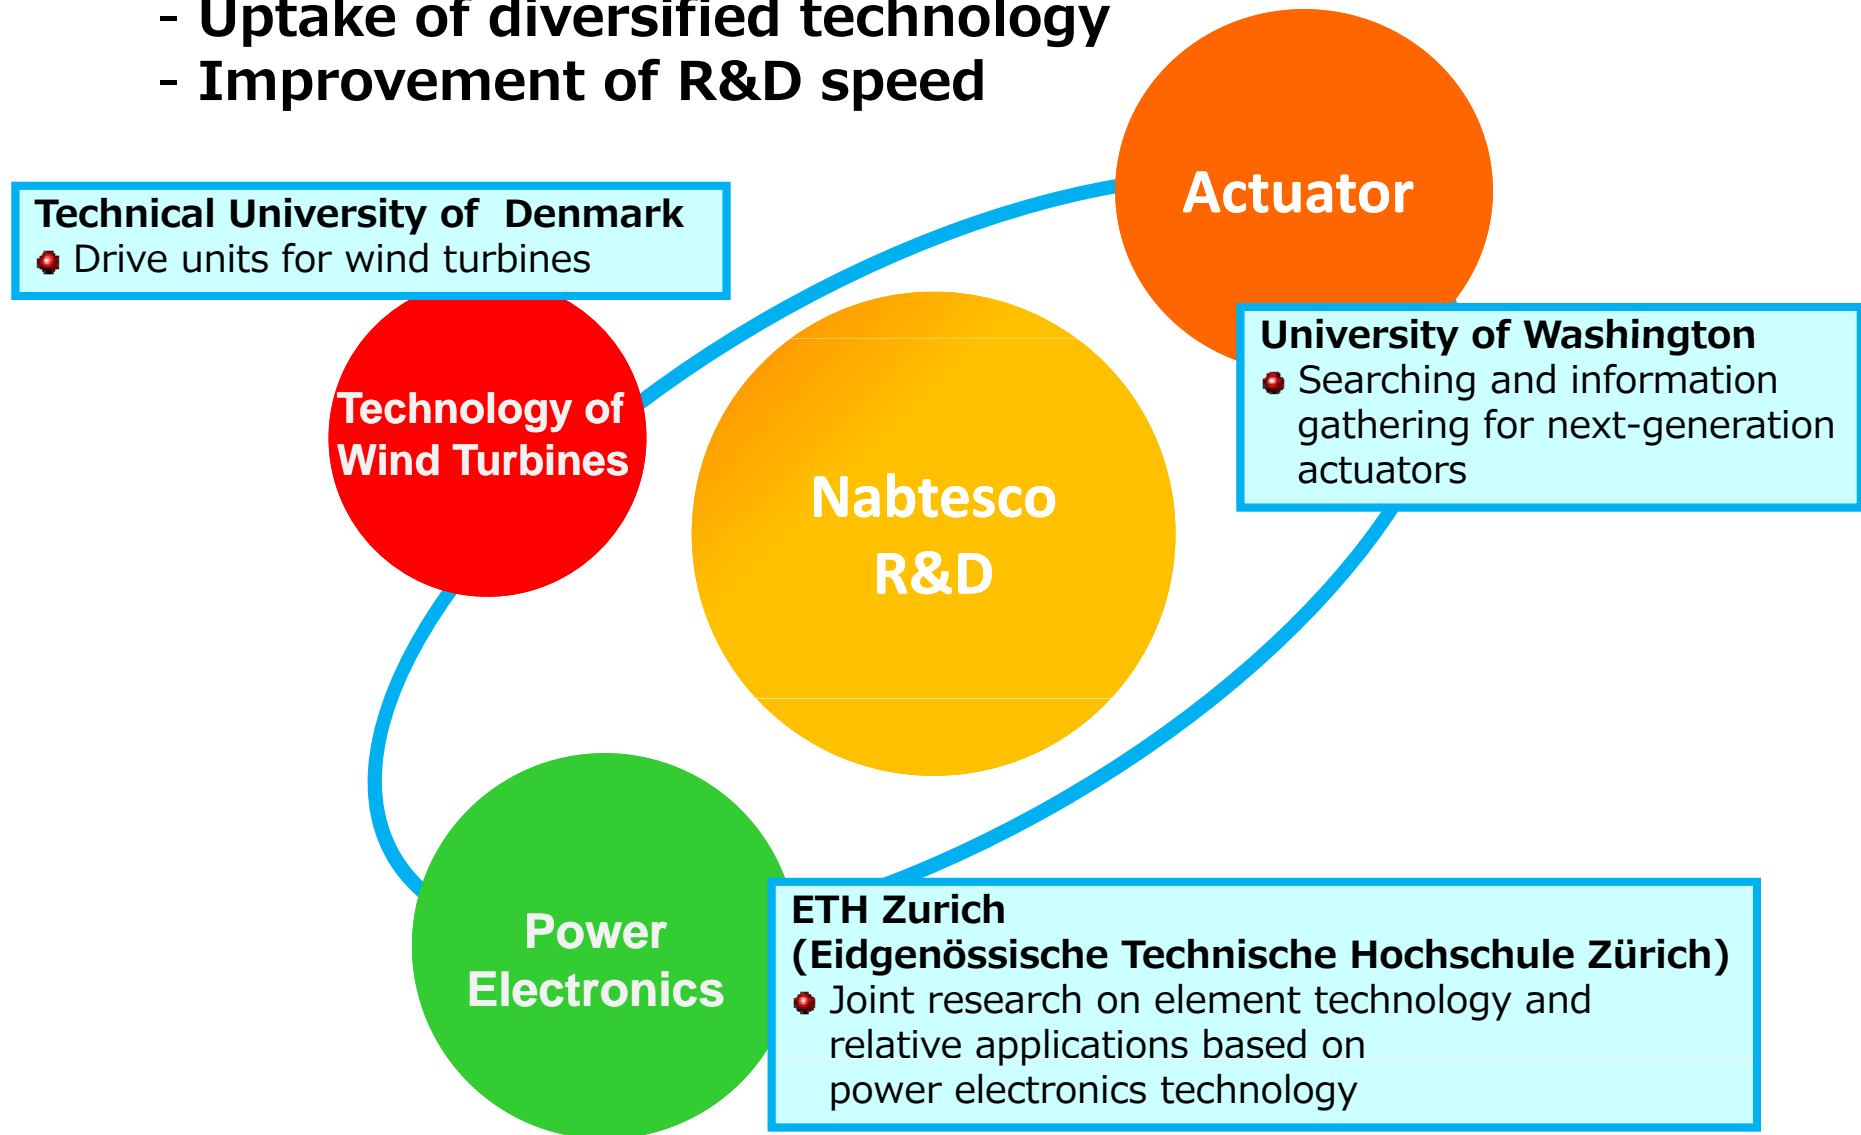 - Uptake of diversified technology
- Improvement of R&D speed
Actuator
Technical University of Denmark
Drive units for wind turbines
University of Washington
Searching and information
gathering for next-generation
actuators
Technology of
Wind Turbines
Nabtesco
R&D
Power
Electronics
ETH Zurich
(Eidgenössische Technische Hochschule Zürich)
Joint research on element technology and
relative applications based on
power electronics technology